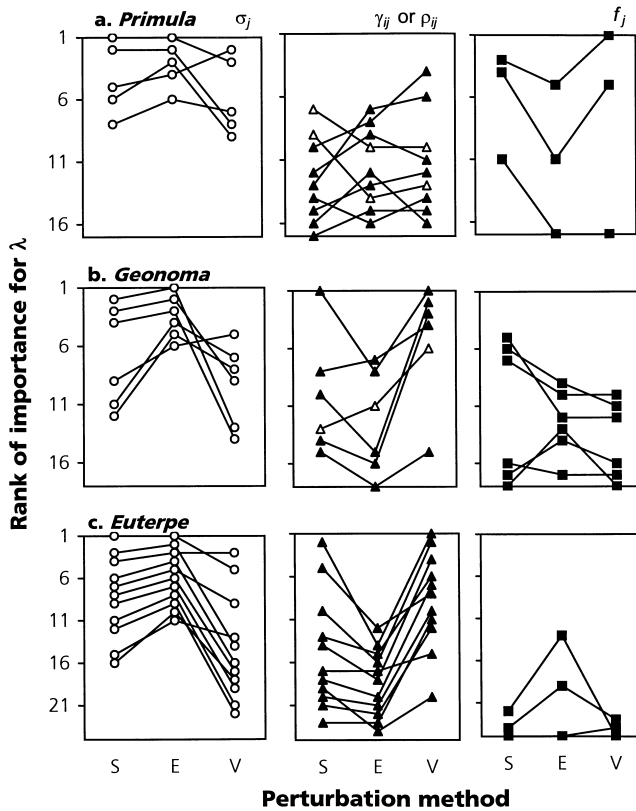 a. Primula σj γij or ρij fj
1
6
11
16
b. Geonoma
1
6
11
16
c. Euterpe
1
6
11
16
21
S E V S E V S E V
Perturbation method
Rank of importance for λ